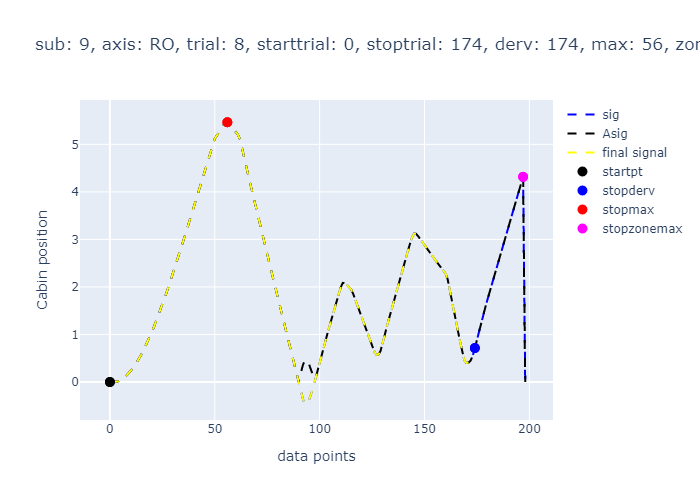 sub: 9, axis: RO, trial: 8, starttrial: 0, stoptrial: 174, derv: 174, max: 56, zor
5
4
3
2
1
0
0
50
100
150
200
Cabin position
data points
sig
Asig
final signal
startpt
stopderv
stopmax
stopzonemax